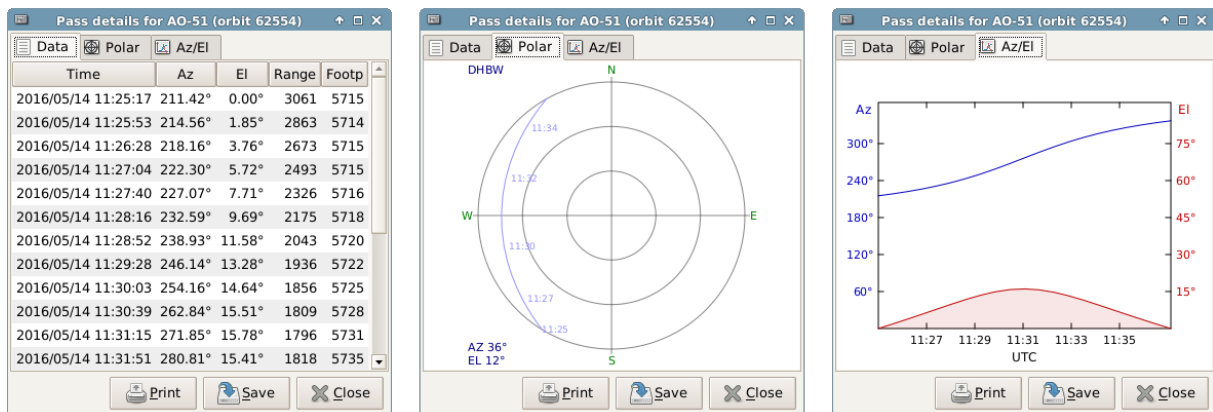 Pass details for AO-51 (orbit 62554)
Data Polar Az/El
Time Az El Range Footp
2016/05/14 11:25:17 211.42° 0.00° 3061 5715
2016/05/14 11:25:53 214.56° 1.85° 2863 5714
2016/05/14 11:26:28 218.16° 3.76° 2673 5715
2016/05/14 11:27:04 222.30° 5.72° 2493 5715
2016/05/14 11:27:40 227.07° 7.71° 2326 5716
2016/05/14 11:28:16 232.59° 9.69° 2175 5718
2016/05/14 11:28:52 238.93° 11.58° 2043 5720
2016/05/14 11:29:28 246.14° 13.28° 1936 5722
2016/05/14 11:30:03 254.16° 14.64° 1856 5725
2016/05/14 11:30:39 262.84° 15.51° 1809 5728
2016/05/14 11:31:15 271.85° 15.78° 1796 5731
2016/05/14 11:31:51 280.81° 15.41° 1818 5735
Print Save Close
Pass details for AO-51 (orbit 62554)
Data Polar Az/El
DHBW N
11:34
11:32
W E
11:30
11:27
11:25
AZ 36°
EL 12° S
Print Save Close
Pass details for AO-51 (orbit 62554)
Data Polar Az/El
Az El
300° 75°
240° 60°
180° 45°
120° 30°
60° 15°
11:27 11:29 11:31 11:33 11:35
UTC
Print Save Close